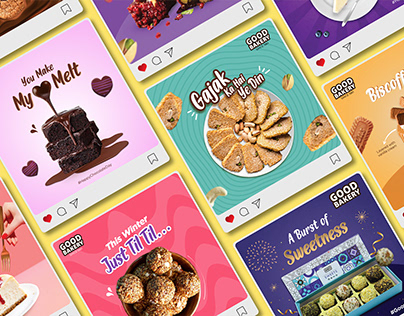 You Make
My Melt
GOOD
BAKERY
Gajak
Ka Hai
Ye Din
GOOD
BAKERY
Biscoff
GOOD
BAKERY
This Winter
Just Til Til...
GOOD
BAKERY
A Burst of
Sweetness